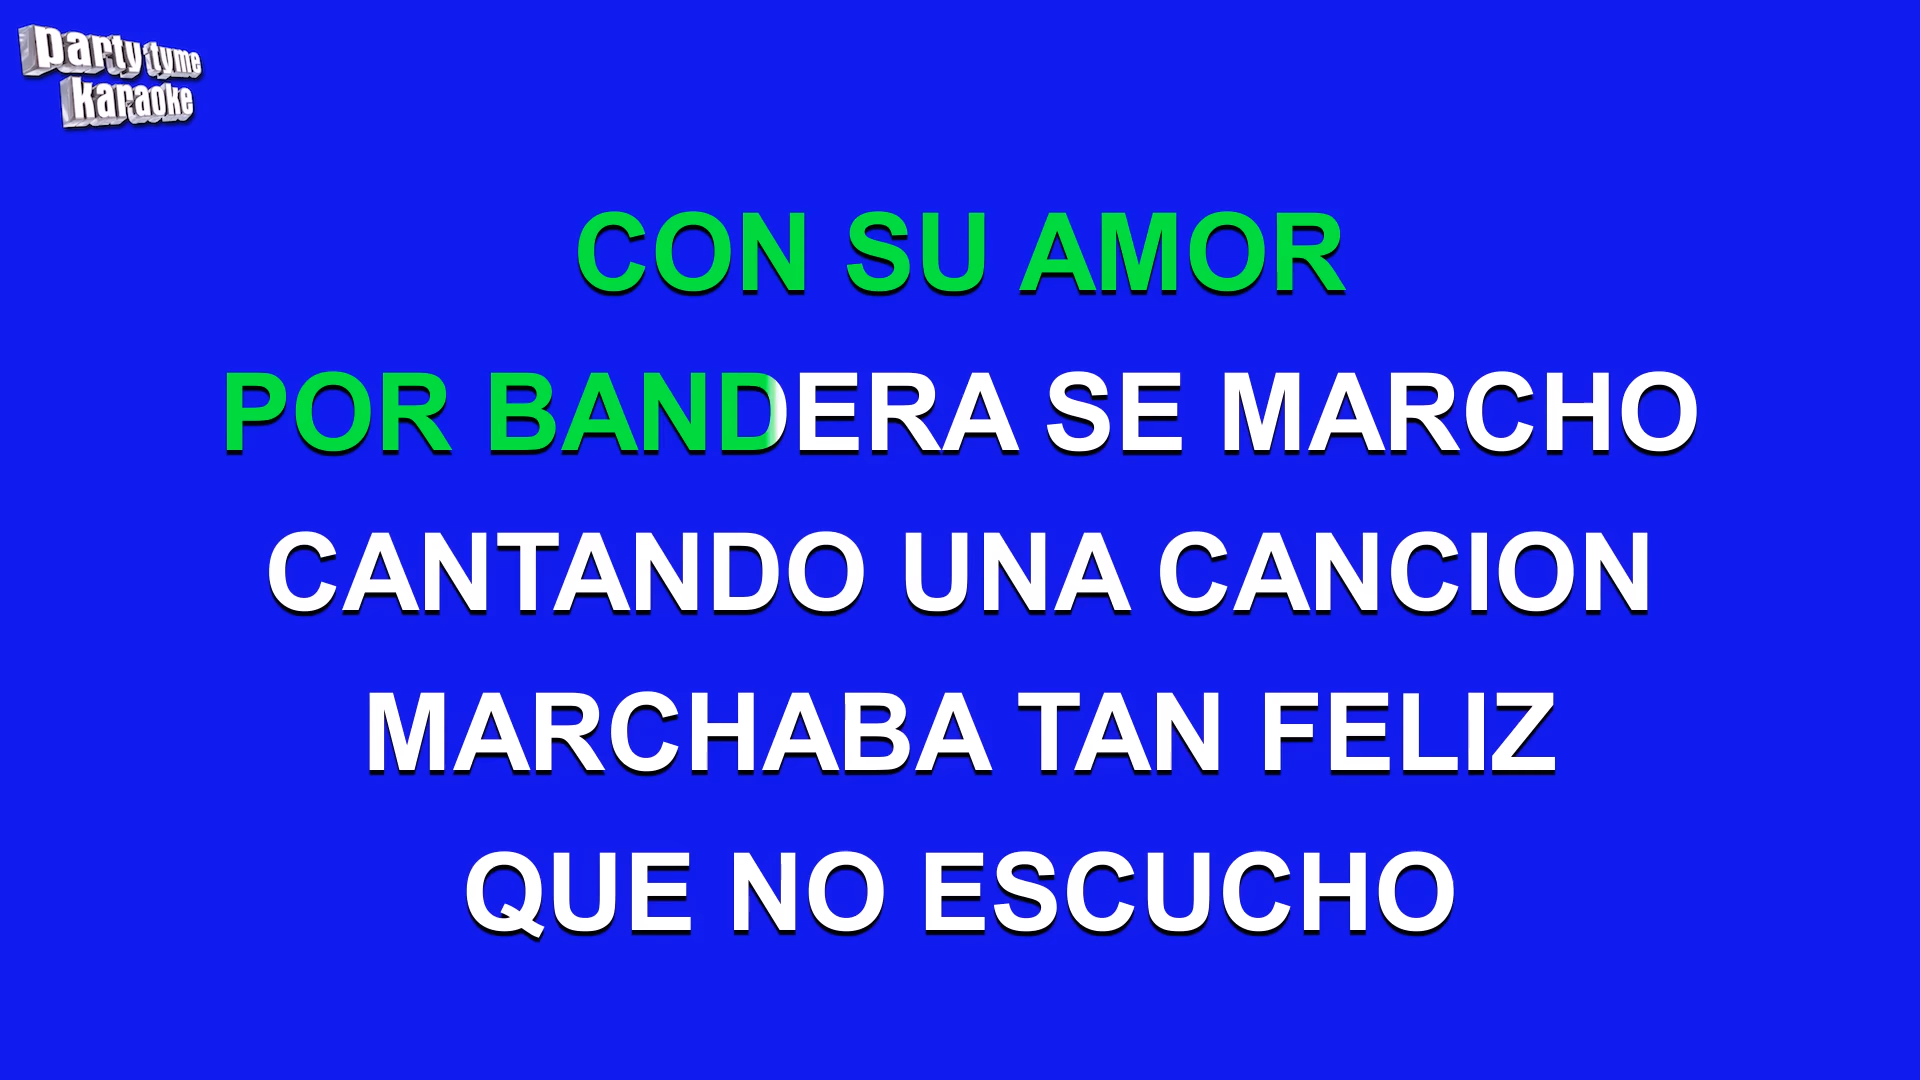 party tyme
karaoke
CON SU AMOR
POR BANDERA SE MARCHO
CANTANDO UNA CANCION
MARCHABA TAN FELIZ
QUE NO ESCUCHO